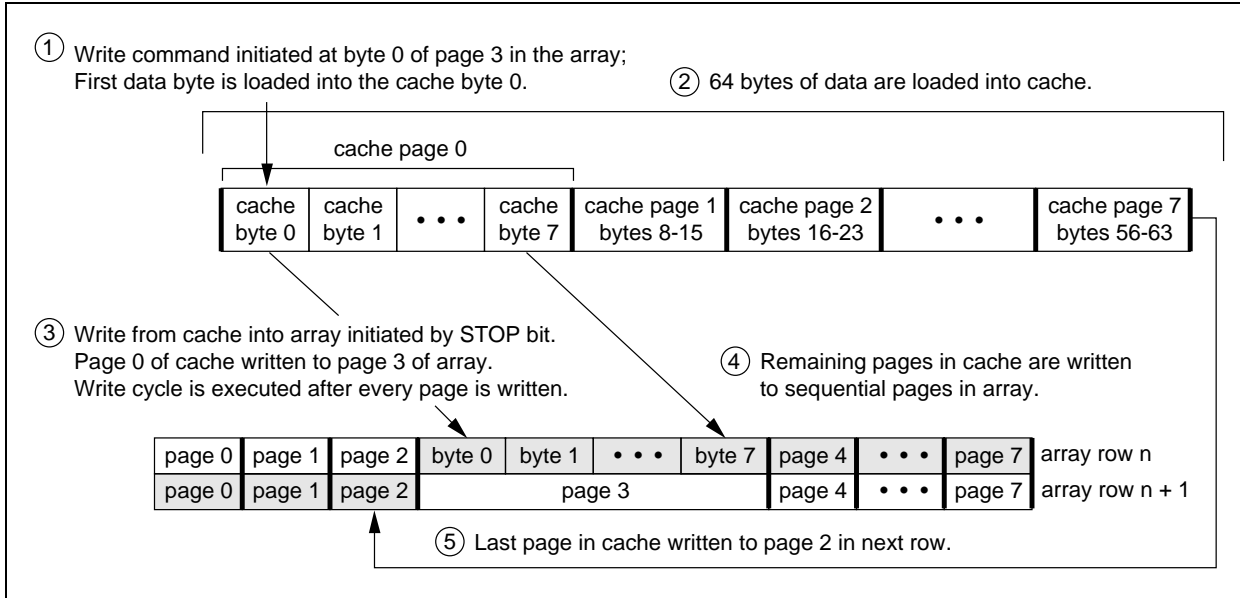 ① Write command initiated at byte 0 of page 3 in the array;
First data byte is loaded into the cache byte 0.
② 64 bytes of data are loaded into cache.
cache page 0
cache byte 0 cache byte 1 • • • cache byte 7 cache page 1 bytes 8-15 cache page 2 bytes 16-23 • • • cache page 7 bytes 56-63
③ Write from cache into array initiated by STOP bit.
Page 0 of cache written to page 3 of array.
Write cycle is executed after every page is written.
④ Remaining pages in cache are written
to sequential pages in array.
page 0 page 1 page 2 byte 0 byte 1 • • • byte 7 page 4 • • • page 7 array row n
page 0 page 1 page 2 page 3 page 4 • • • page 7 array row n + 1
⑤ Last page in cache written to page 2 in next row.